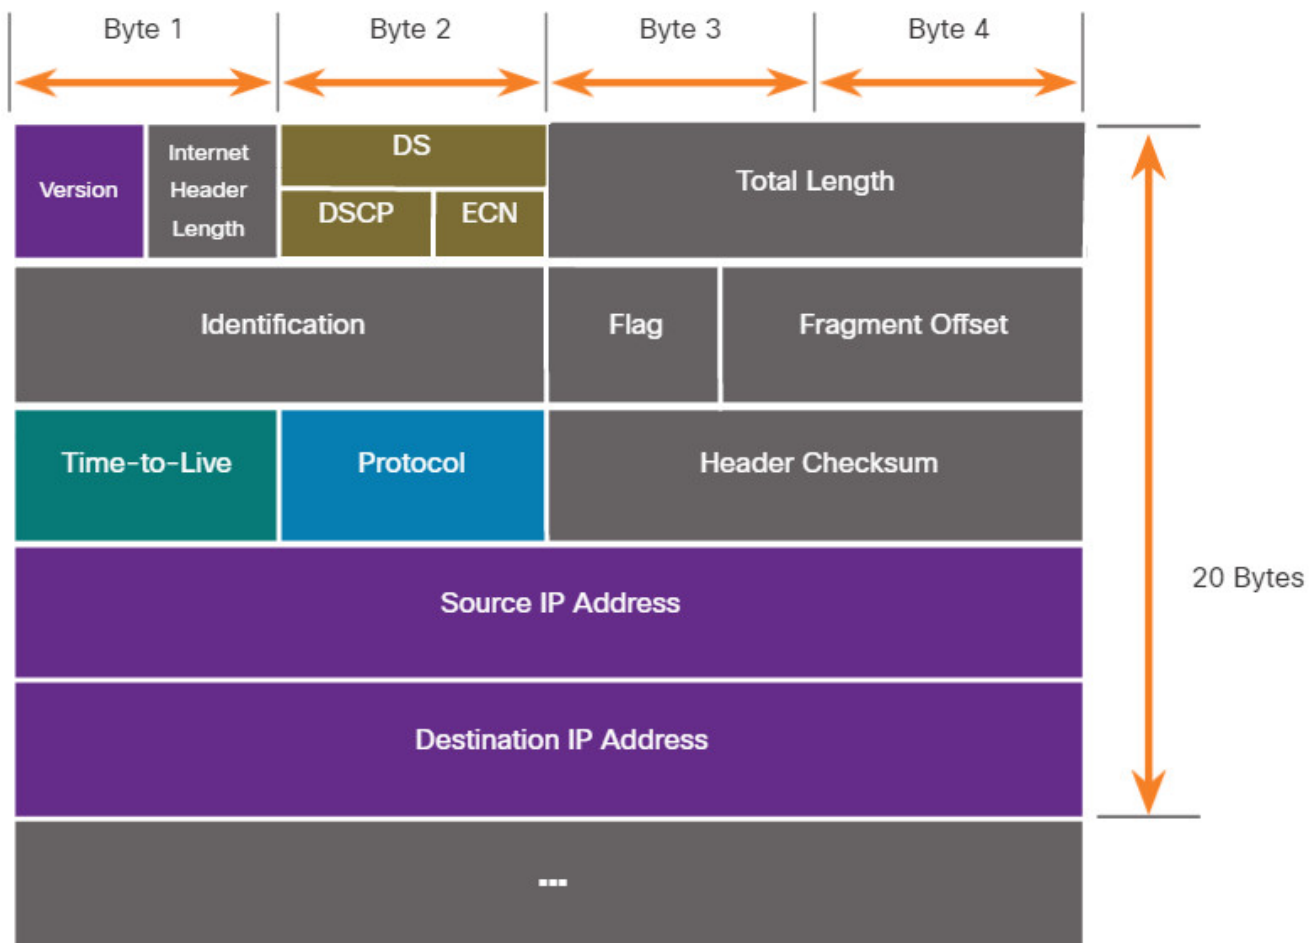 Byte 1
Byte 2
Byte 3
Byte 4
Version
Internet
Header
Length
DS
DSCP
ECN
Total Length
Identification
Flag
Fragment Offset
Time-to-Live
Protocol
Header Checksum
Source IP Address
20 Bytes
Destination IP Address
...